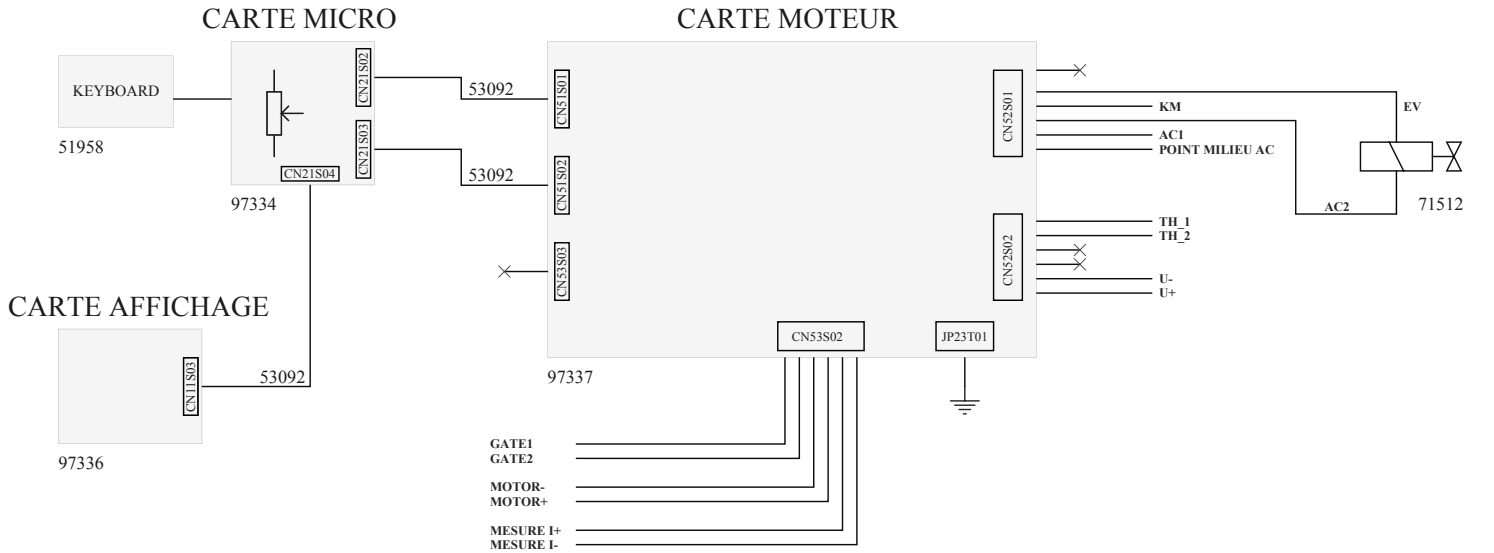 CARTE MICRO
CARTE MOTEUR
KEYBOARD
51958
CN21S02
CN21S03
CN21S04
97334
53092
53092
CN51S01
CN51S02
CN53S03
CN52S01
KM
AC1
POINT MILIEU AC
EV
AC2
71512
CN52S02
TH_1
TH_2
U-
U+
CN53S02
JP23T01
97337
CARTE AFFICHAGE
CN11S03
53092
97336
GATE1
GATE2
MOTOR-
MOTOR+
MESURE I+
MESURE I-